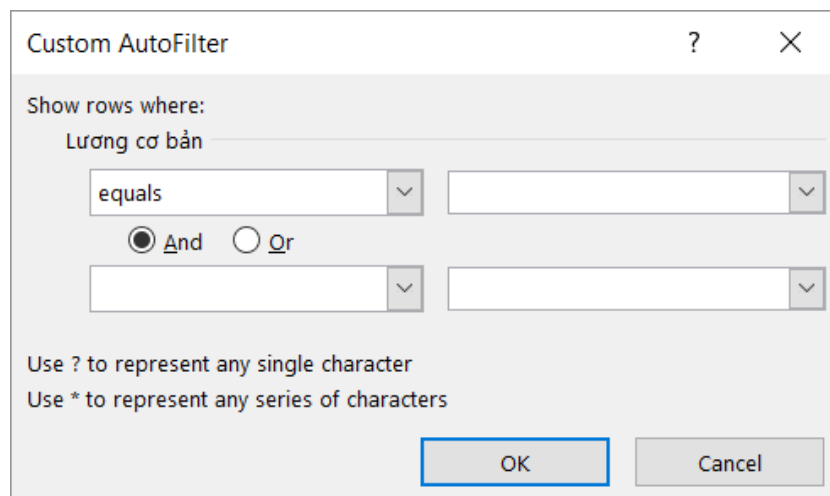 Custom AutoFilter ?
Show rows where:
Lương cơ bản
equals
And Or
Use ? to represent any single character
Use * to represent any series of characters
OK Cancel